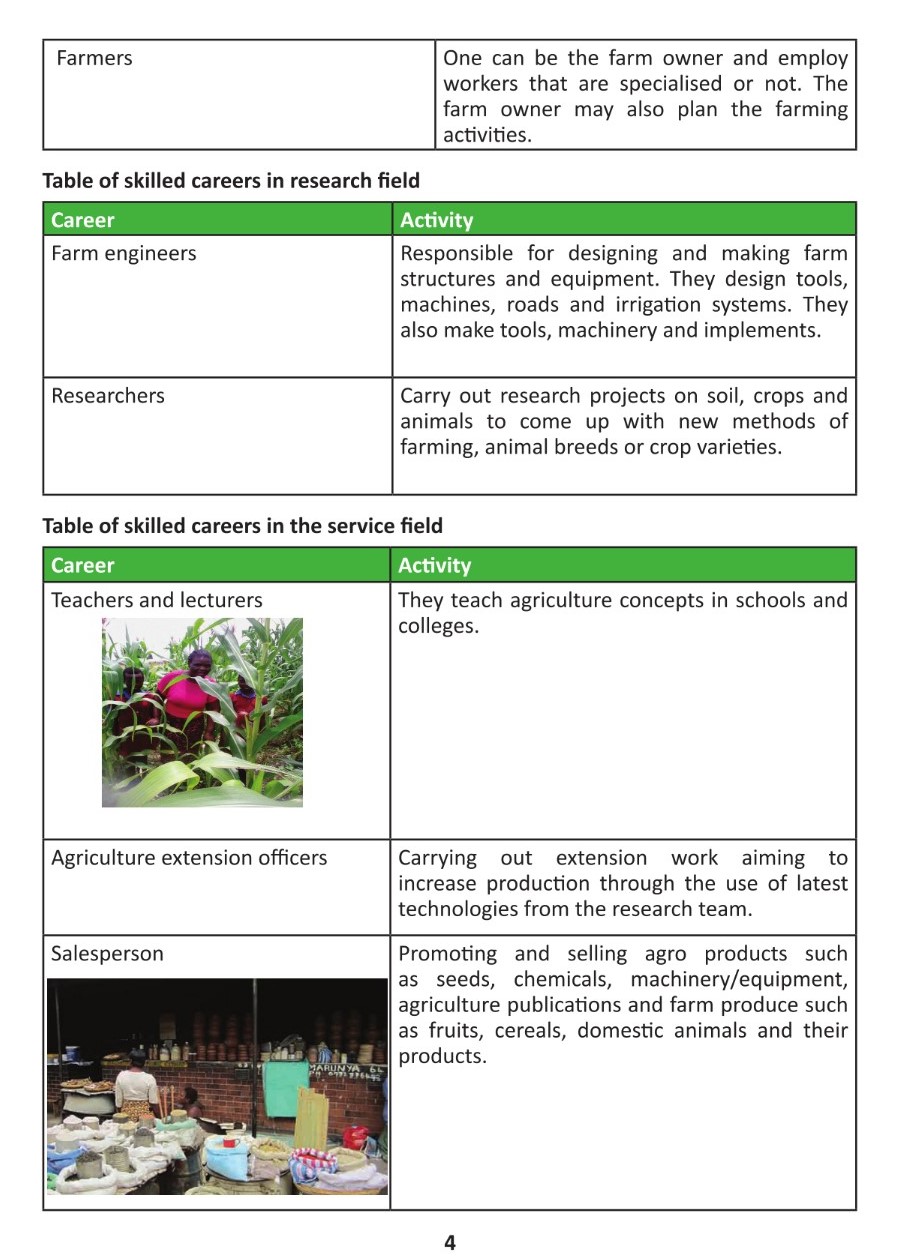 Farmers
One can be the farm owner and employ
workers that are specialised or not. The
farm owner may also plan the farming
activities.
Table of skilled careers in research field
Career
Activity
Farm engineers
Responsible for designing and making farm
structures and equipment. They design tools,
machines, roads and irrigation systems. They
also make tools, machinery and implements.
Researchers
Carry out research projects on soil, crops and
animals to come up with new methods of
farming, animal breeds or crop varieties.
Table of skilled careers in the service field
Career
Activity
Teachers and lecturers
They teach agriculture concepts in schools and
colleges.
Agriculture extension officers
Carrying out extension work aiming to
increase production through the use of latest
technologies from the research team.
Salesperson
Promoting and selling agro products such
as seeds, chemicals, machinery/equipment,
agriculture publications and farm produce such
as fruits, cereals, domestic animals and their
products.
MARUNYA
4